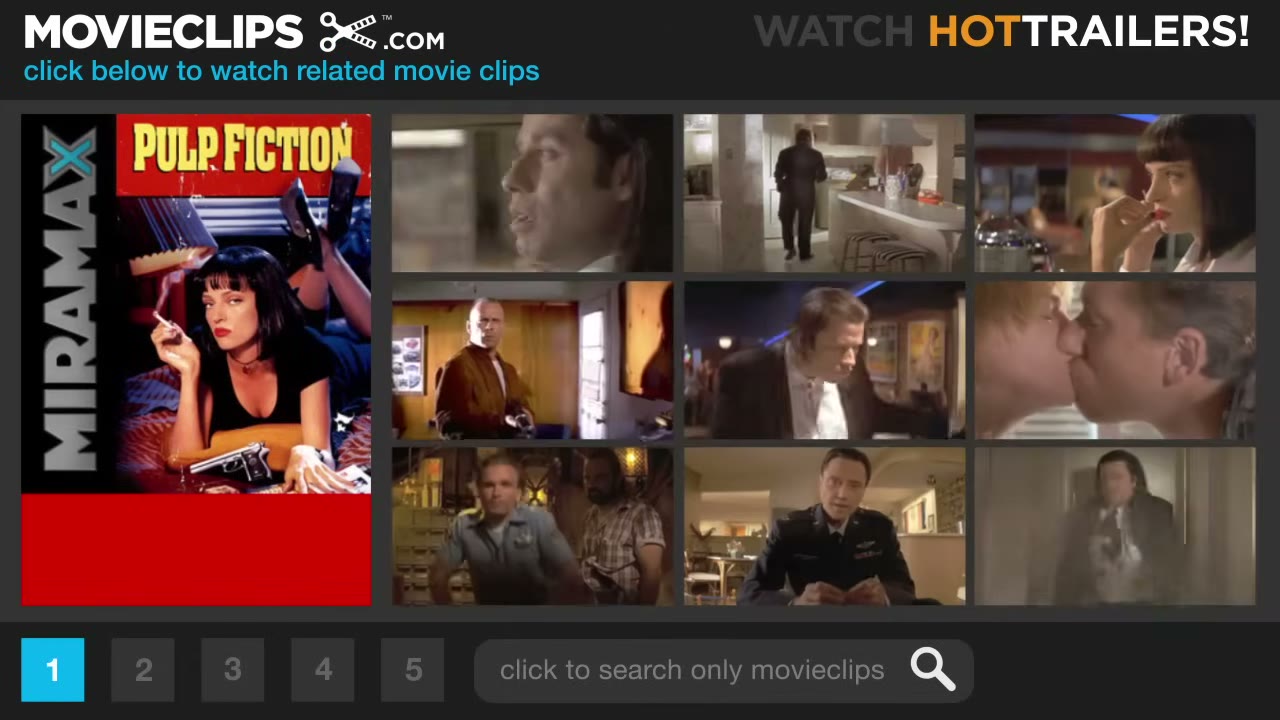 MOVIECLIPS™.COM
click below to watch related movie clips
WATCH HOTTRAILERS!
MIRAMAX
PULP FICTION
1 2 3 4 5
click to search only movieclips